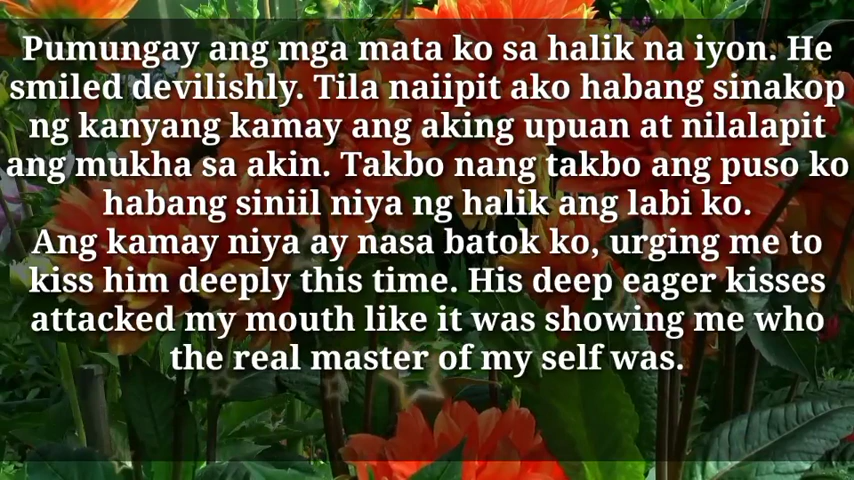 Pumungay ang mga mata ko sa halik na iyon. He
smiled devilishly. Tila naiipit ako habang sinakop
ng kanyang kamay ang aking upuan at nilalapit
ang mukha sa akin. Takbo nang takbo ang puso ko
habang siniil niya ng halik ang labi ko.
Ang kamay niya ay nasa batok ko, urging me to
kiss him deeply this time. His deep eager kisses
attacked my mouth like it was showing me who
the real master of my self was.